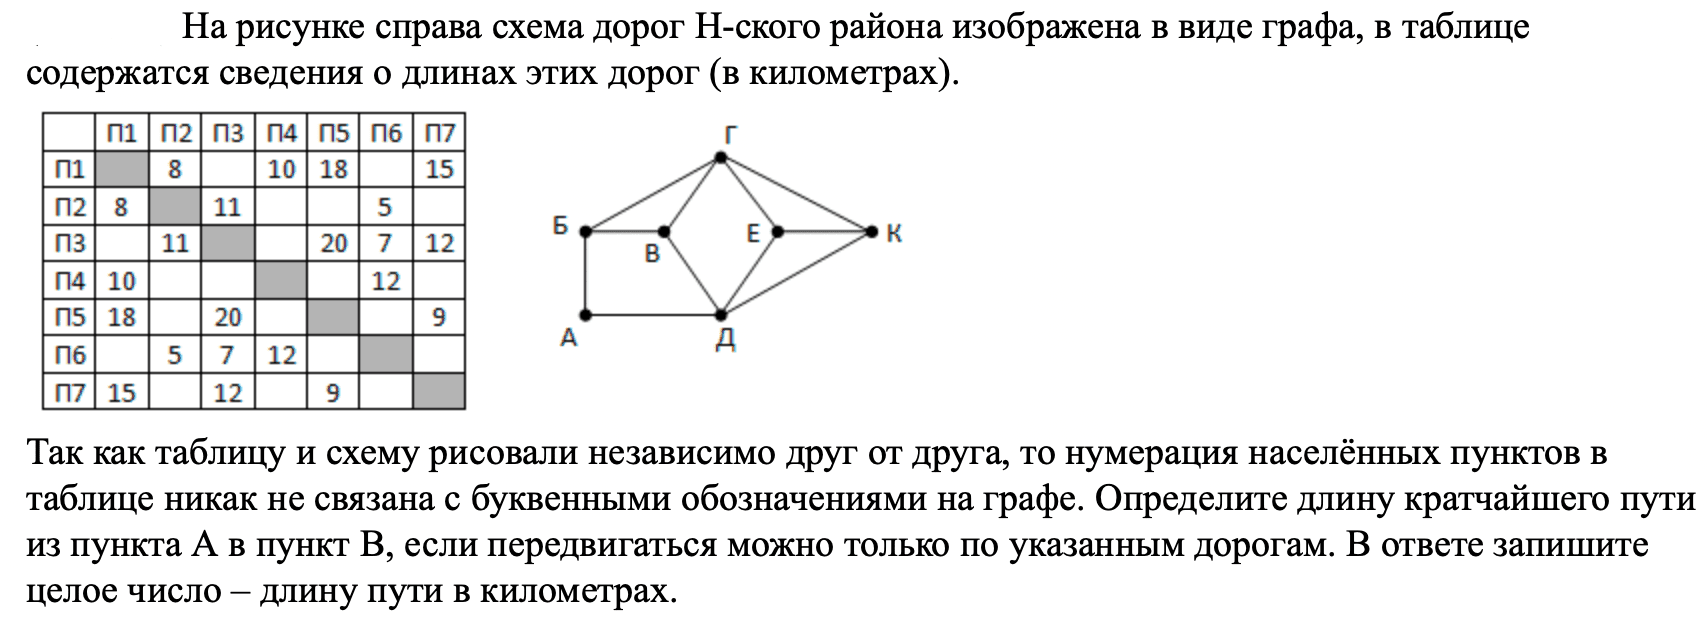 На рисунке справа схема дорог Н-ского района изображена в виде графа, в таблице
содержатся сведения о длинах этих дорог (в километрах).
П1 П2 П3 П4 П5 П6 П7
П1 8 10 18 15
П2 8 11 5
П3 11 20 7 12
П4 10 12
П5 18 20 9
П6 5 7 12
П7 15 12 9
Г
Б
В
Е
К
А
Д
Так как таблицу и схему рисовали независимо друг от друга, то нумерация населённых пунктов в
таблице никак не связана с буквенными обозначениями на графе. Определите длину кратчайшего пути
из пункта А в пункт В, если передвигаться можно только по указанным дорогам. В ответе запишите
целое число – длину пути в километрах.